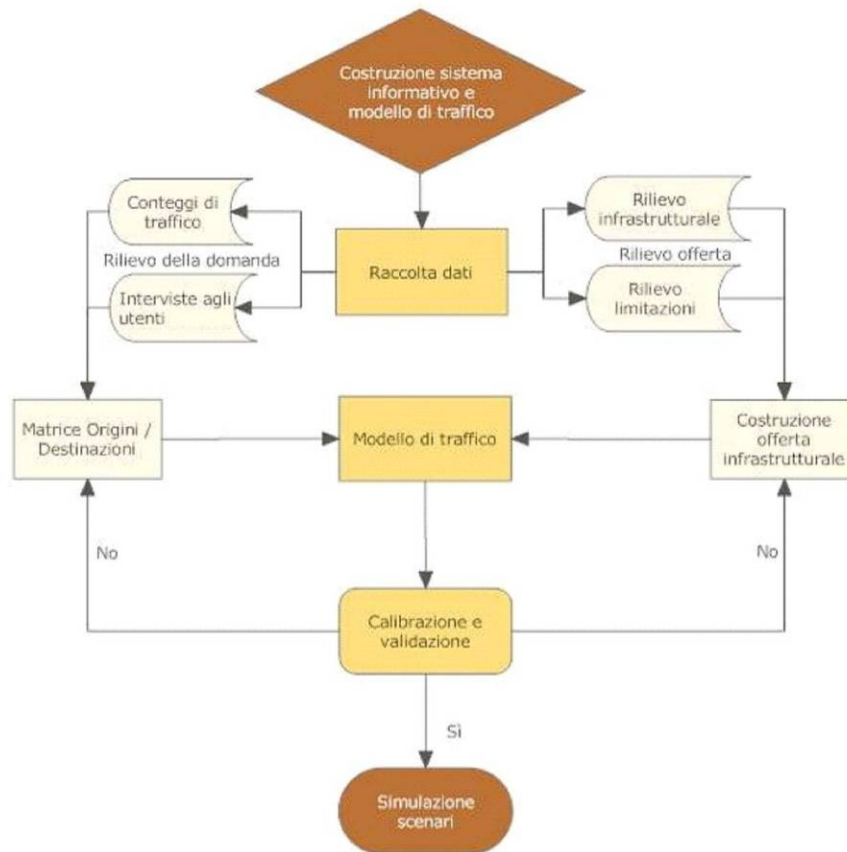 Costruzione sistema
informativo e
modello di traffico
Conteggi di
traffico
Rilievo della domanda
Interviste agli
utenti
Raccolta dati
Rilievo
infrastrutturale
Rilievo offerta
Rilievo
limitazioni
Matrice Origini /
Destinazioni
Modello di traffico
Costruzione
offerta
infrastrutturale
No
No
Calibrazione e
validazione
Sì
Simulazione
scenari